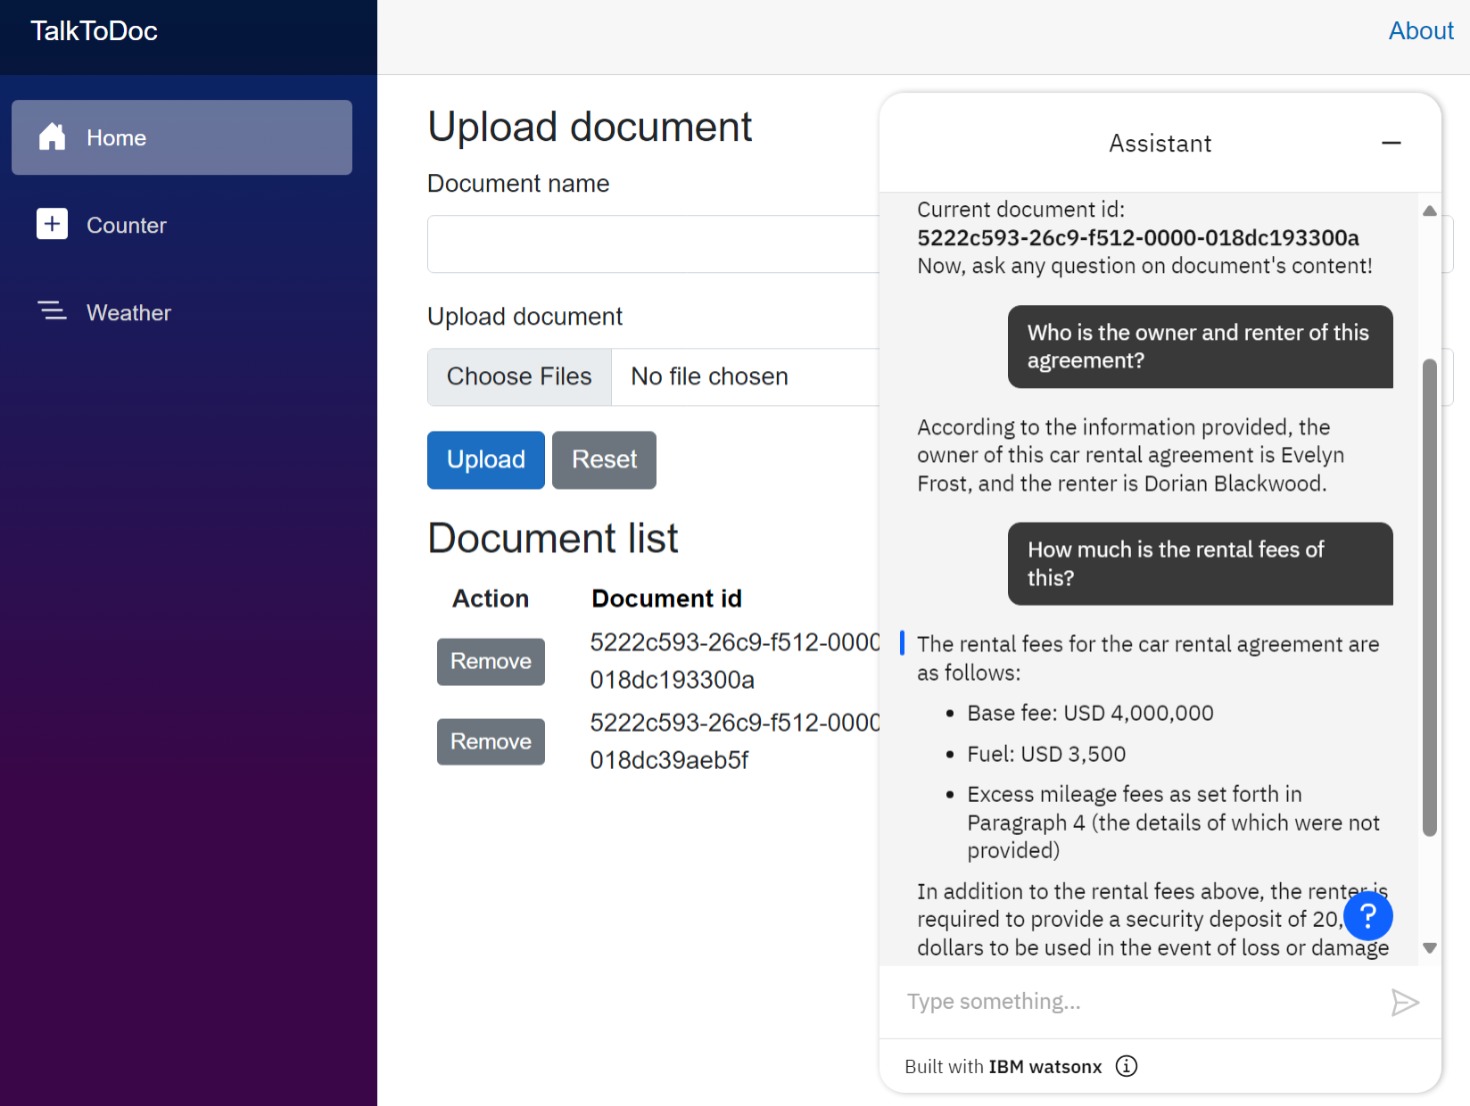 TalkToDoc
About
Home
Counter
Weather
Upload document
Document name
Upload document
Choose Files No file chosen
Upload Reset
Document list
Action Document id
Remove 5222c593-26c9-f512-0000
018dc193300a
Remove 5222c593-26c9-f512-0000
018dc39aeb5f
Assistant
Current document id:
5222c593-26c9-f512-0000-018dc193300a
Now, ask any question on document's content!
Who is the owner and renter of this
agreement?
According to the information provided, the
owner of this car rental agreement is Evelyn
Frost, and the renter is Dorian Blackwood.
How much is the rental fees of
this?
The rental fees for the car rental agreement are
as follows:
• Base fee: USD 4,000,000
• Fuel: USD 3,500
• Excess mileage fees as set forth in
Paragraph 4 (the details of which were not
provided)
In addition to the rental fees above, the renter is
required to provide a security deposit of 20,
?
dollars to be used in the event of loss or damage
Type something...
Built with IBM watsonx